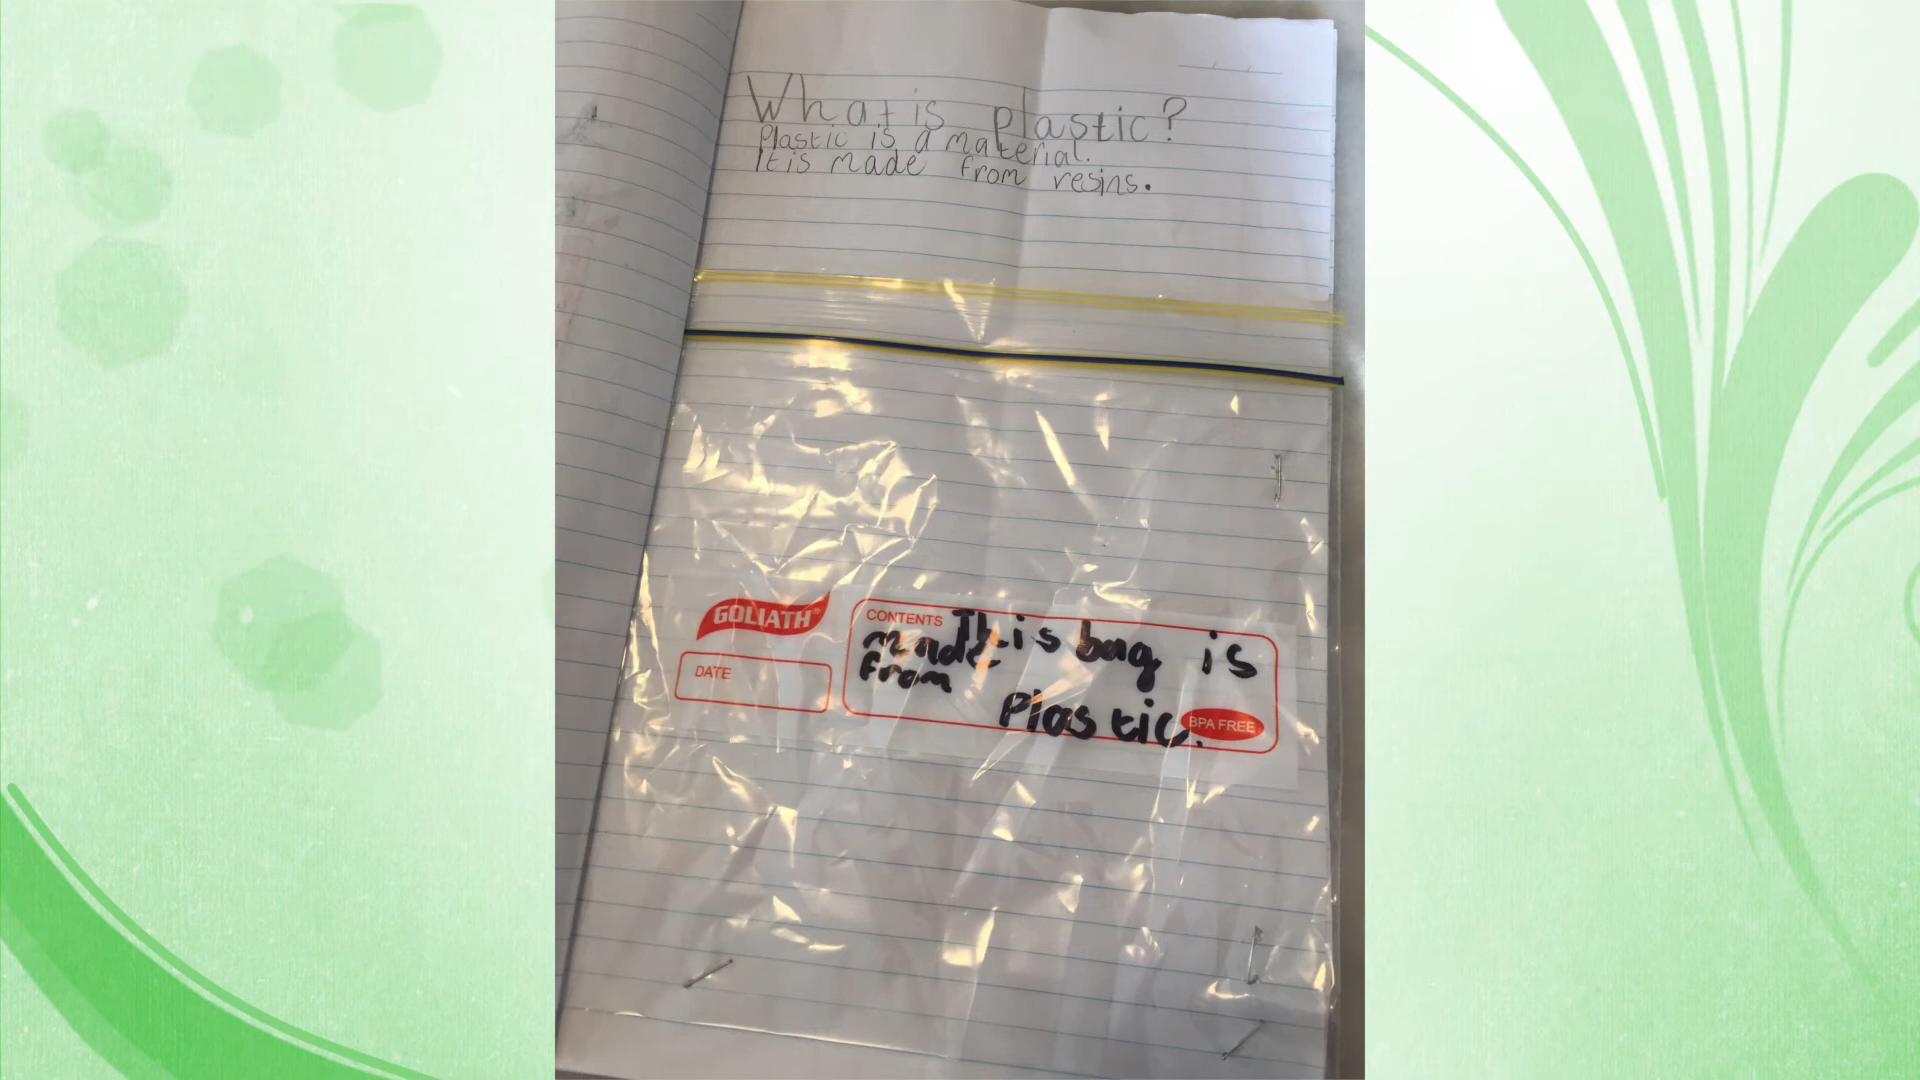 What is plastic?
Plastic is a material.
It is made from resins.
GOLIATH®
DATE
CONTENTS
This bag is
made
from
Plastic.
BPA FREE